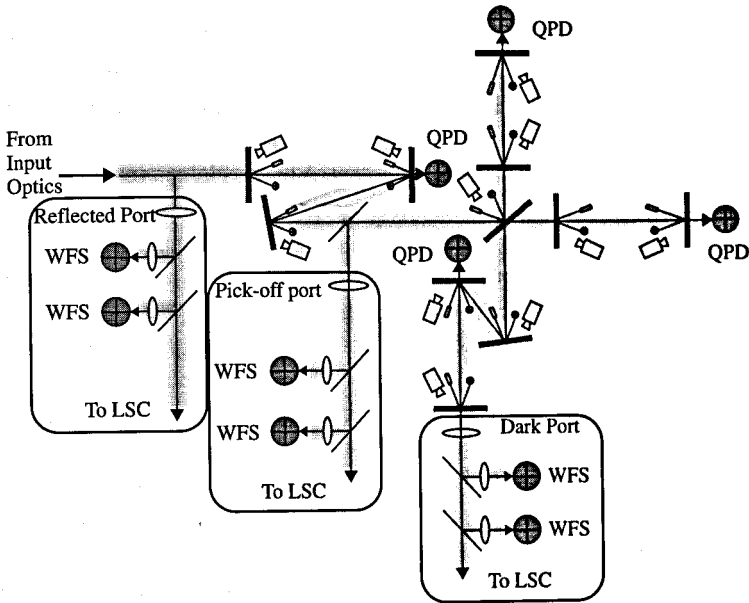 QPD
From
Input
Optics
QPD
Reflected Port
WFS
WFS
To LSC
Pick-off port
WFS
WFS
To LSC
QPD
QPD
Dark Port
WFS
WFS
To LSC